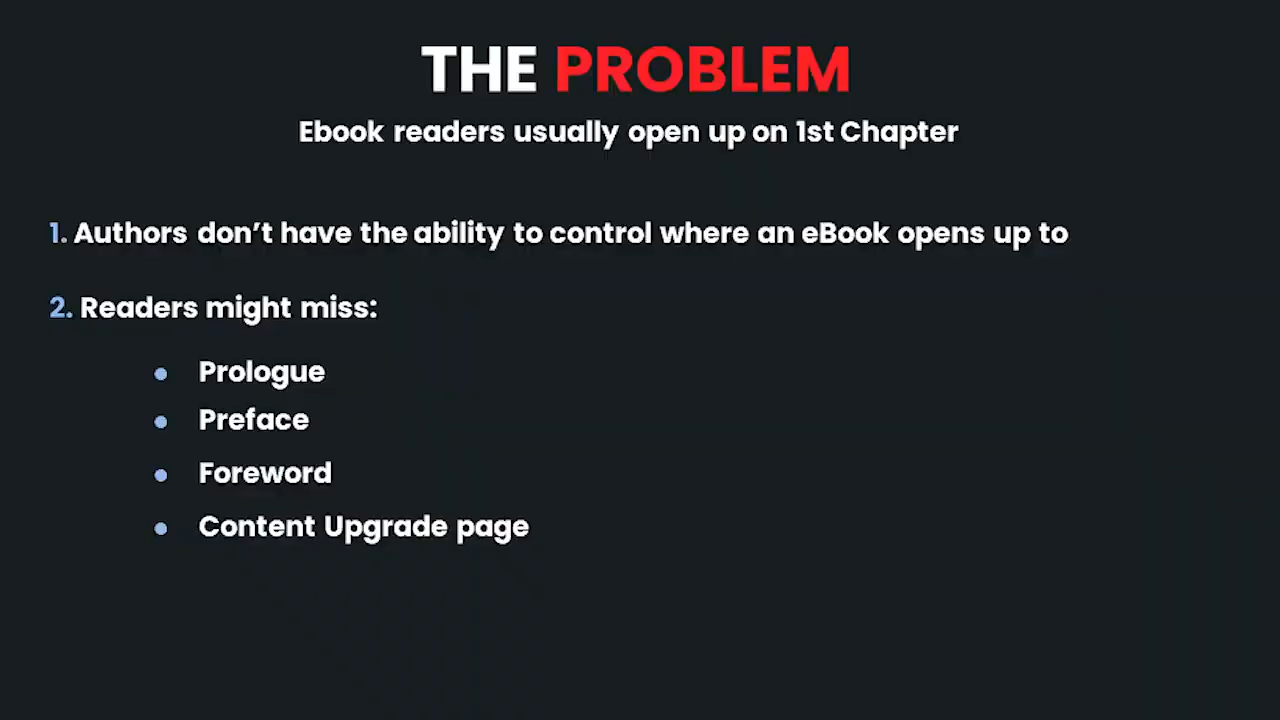 THE PROBLEM
Ebook readers usually open up on 1st Chapter
1. Authors don’t have the ability to control where an eBook opens up to
2. Readers might miss:
● Prologue
● Preface
● Foreword
● Content Upgrade page